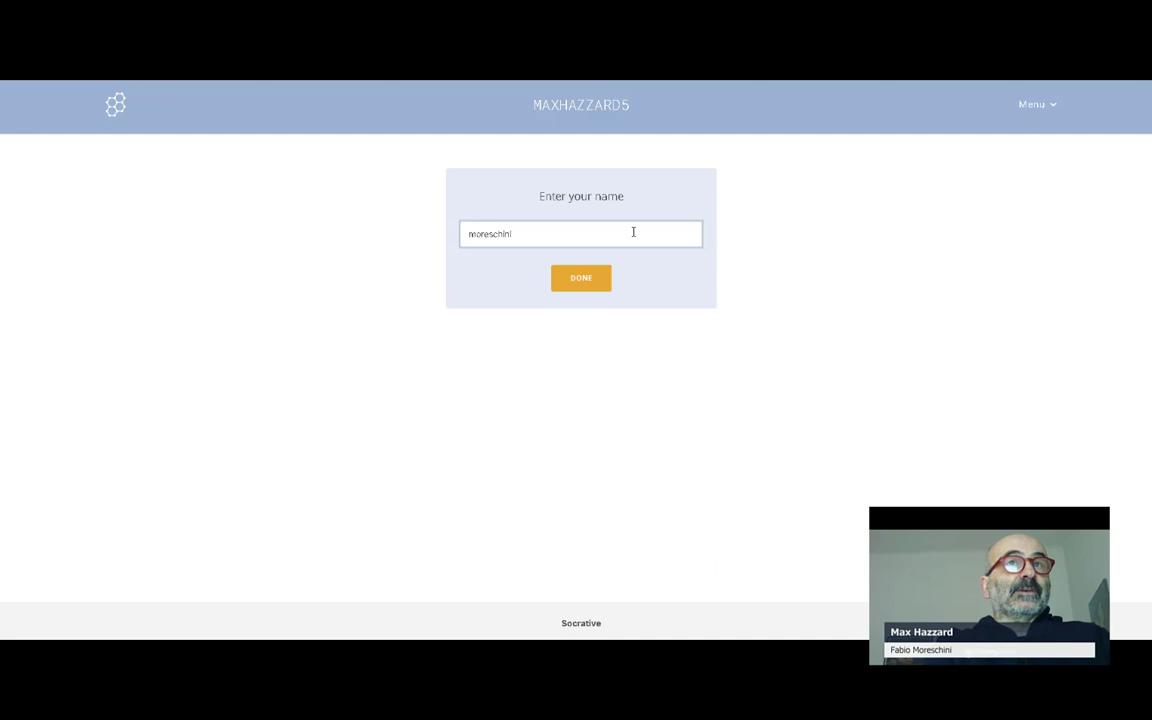 MAXHAZZARD5
Menu
Enter your name
moreschini
DONE
Socrative
Max Hazzard
Fabio Moreschini